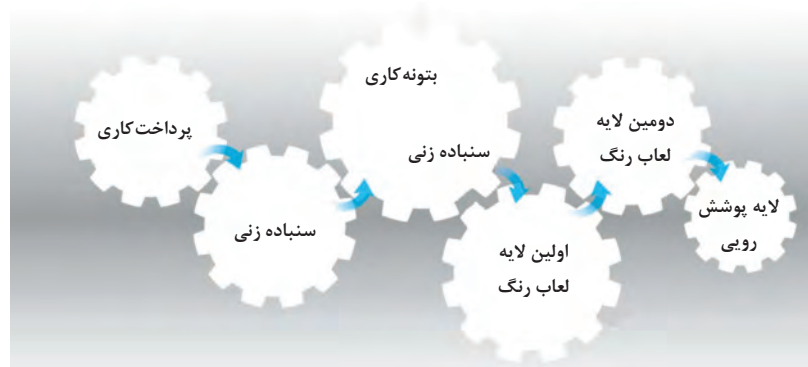 پرداخت‌کاری
سنباده زنی
بتونه‌کاری
سنباده زنی
اولین لایه
لعاب رنگ
دومین لایه
لعاب رنگ
لایه پوشش
رویی